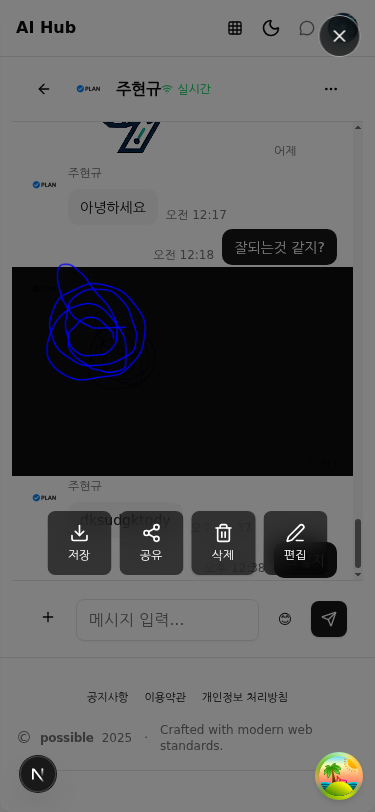 AI Hub
PLAN 주현규 실시간
어제
주현규
PLAN 안녕하세요 오전 12:17
오전 12:18 잘되는것 같지?
주현규
PLAN
저장 공유 삭제 편집
메시지 입력...
공지사항 이용약관 개인정보 처리방침
© possible 2025 · Crafted with modern web
standards.
N